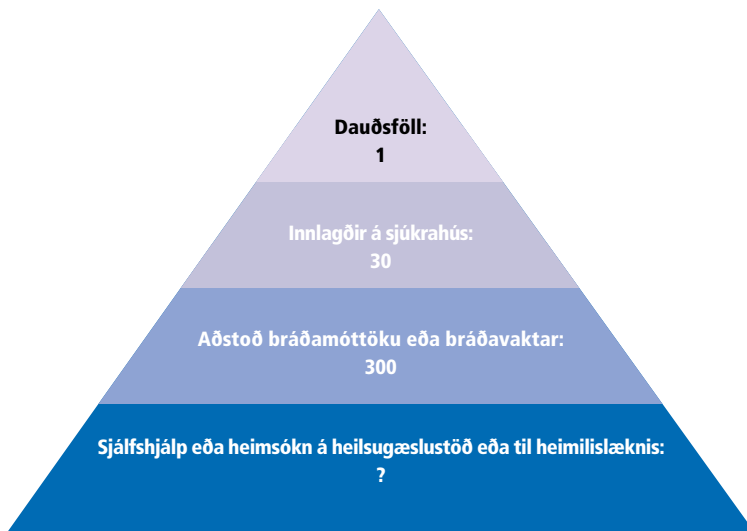 Dauðsföll:
1
Innlagðir á sjúkrahús:
30
Aðstoð bráðamóttöku eða bráðavaktar:
300
Sjálfshjálp eða heimsókn á heilsugæslustöð eða til heimilislæknis:
?